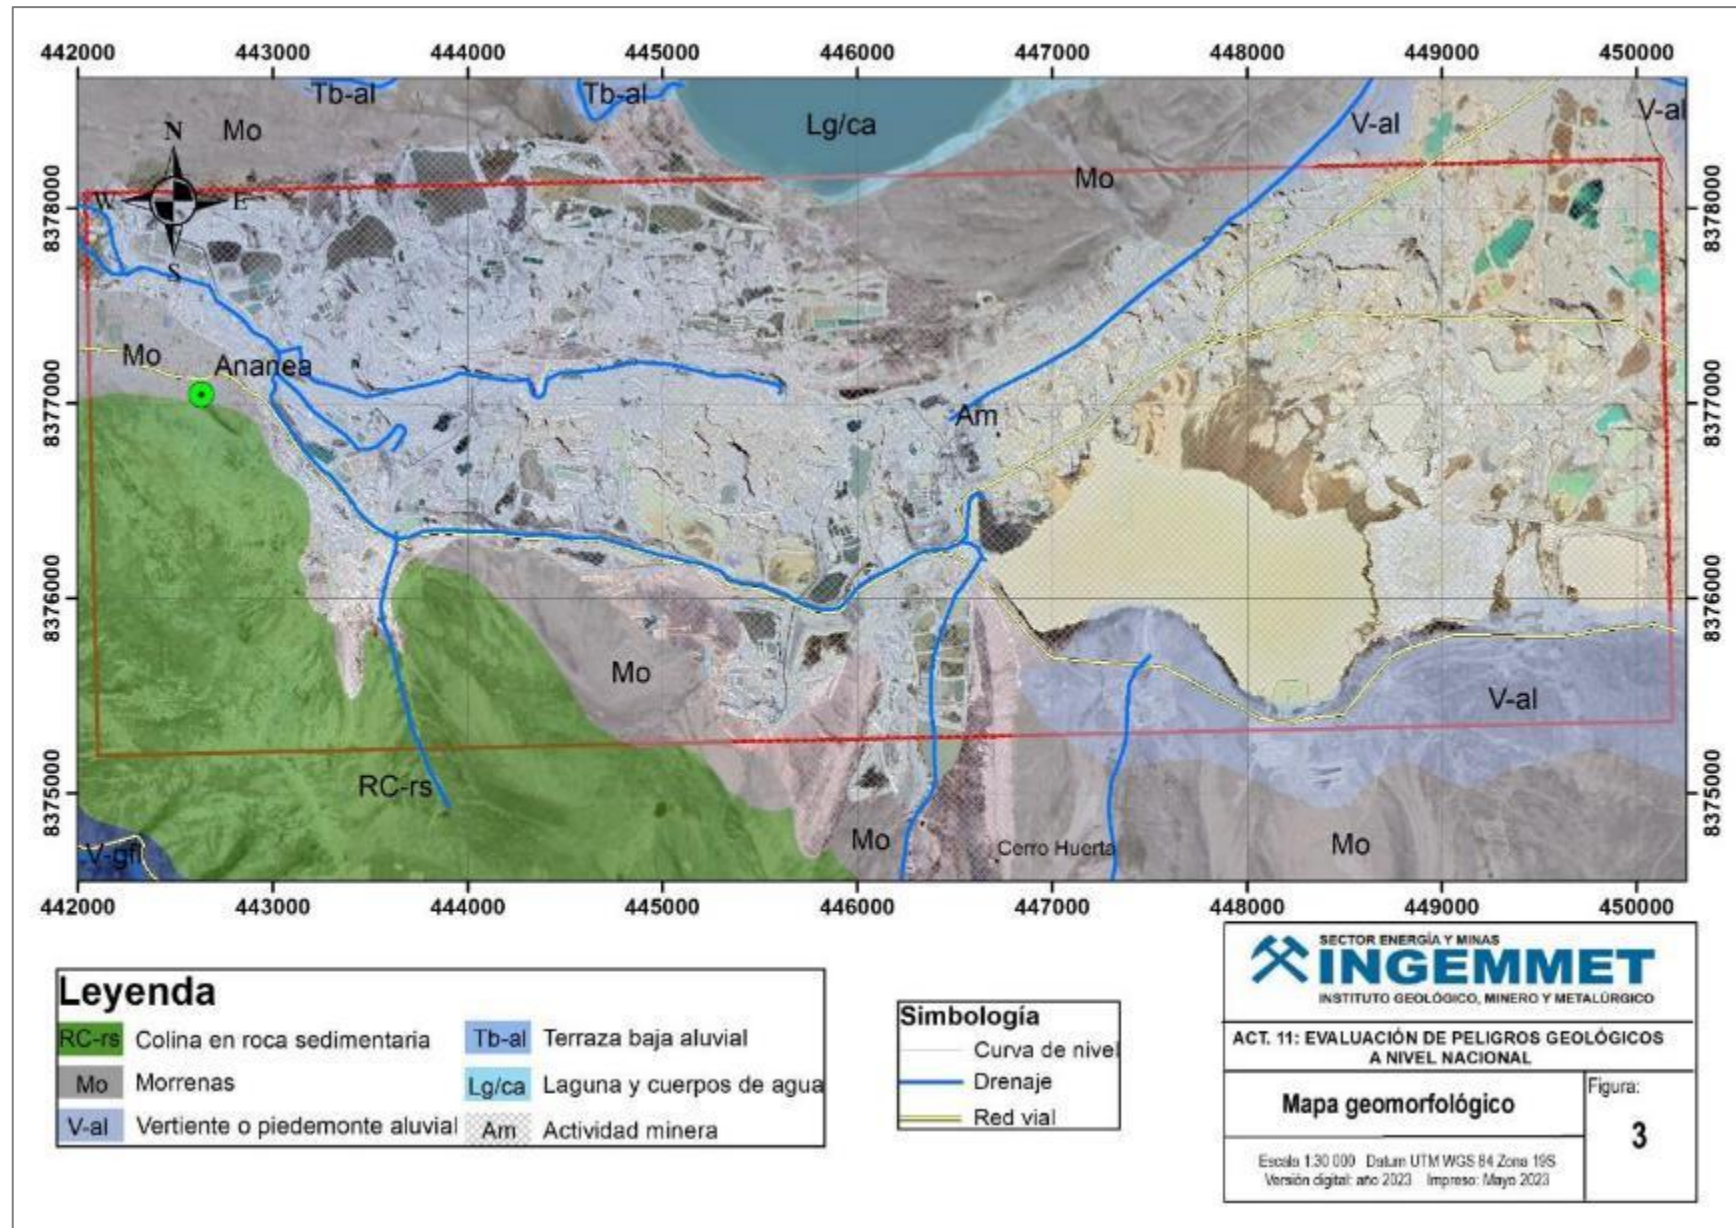 442000 443000 444000 445000 446000 447000 448000 449000 450000
Tb-al Tb-al V-al V-al
Mo Lg/ca
N
Mo
W E
S
8378000 8378000
Mo Ananea
8377000 8377000
Am
8376000 8376000
Mo V-al
RC-rs
8375000 8375000
V-gfl Mo Cerro Huerta Mo
442000 443000 444000 445000 446000 447000 448000 449000 450000
Leyenda
RC-rs Colina en roca sedimentaria
Mo Morrenas
V-al Vertiente o piedemonte aluvial
Tb-al Terraza baja aluvial
Lg/ca Laguna y cuerpos de agua
Am Actividad minera
Simbología
Curva de nivel
Drenaje
Red vial
SECTOR ENERGÍA Y MINAS
INGEMMET
INSTITUTO GEOLÓGICO, MINERO Y METALÚRGICO
ACT. 11: EVALUACIÓN DE PELIGROS GEOLÓGICOS
A NIVEL NACIONAL
Mapa geomorfológico
Figura:
3
Escala 1:30 000 Datum UTM WGS 84 Zona 19S
Versión digital: año 2023 Impreso: Mayo 2023